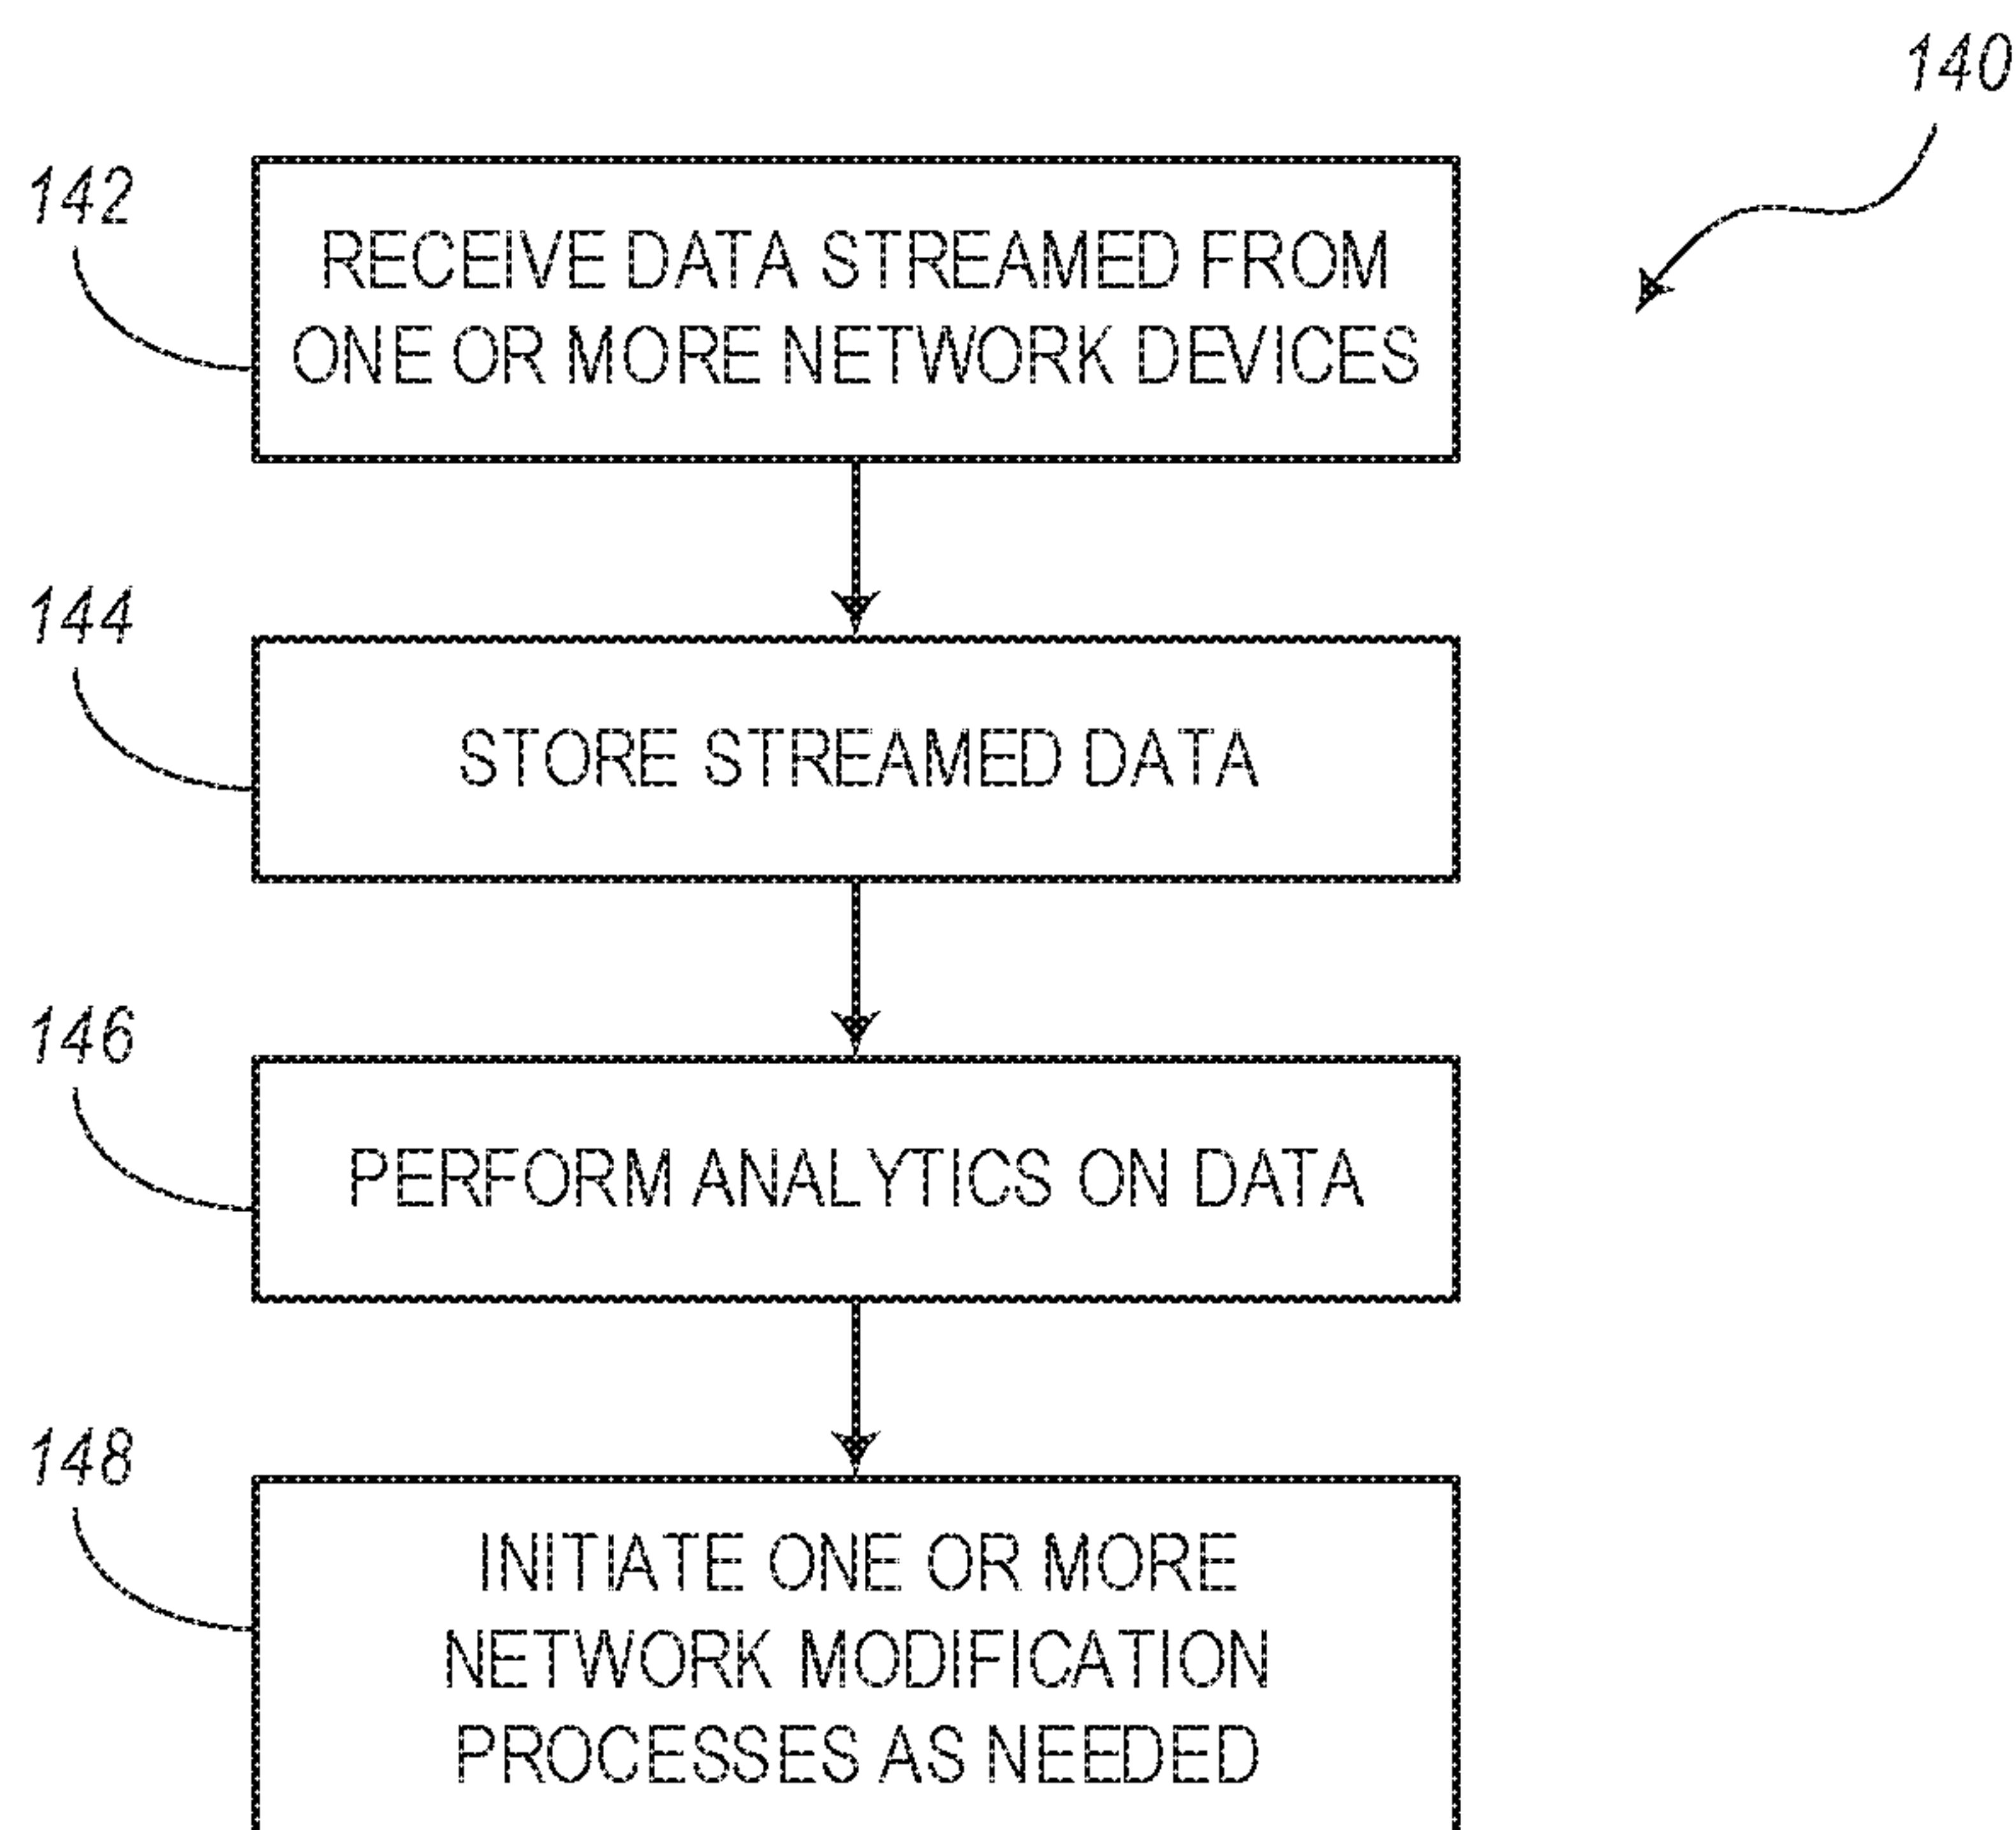 140
142
RECEIVE DATA STREAMED FROM
ONE OR MORE NETWORK DEVICES
144
STORE STREAMED DATA
146
PERFORM ANALYTICS ON DATA
148
INITIATE ONE OR MORE
NETWORK MODIFICATION
PROCESSES AS NEEDED